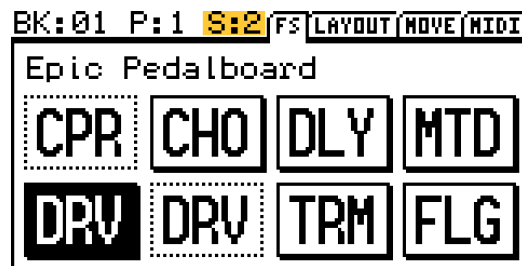 BK:01 P:1 S:2 FS LAYOUT MOVE MIDI
Epic Pedalboard
CPR CHO DLY MTD
DRV DRV TRM FLG